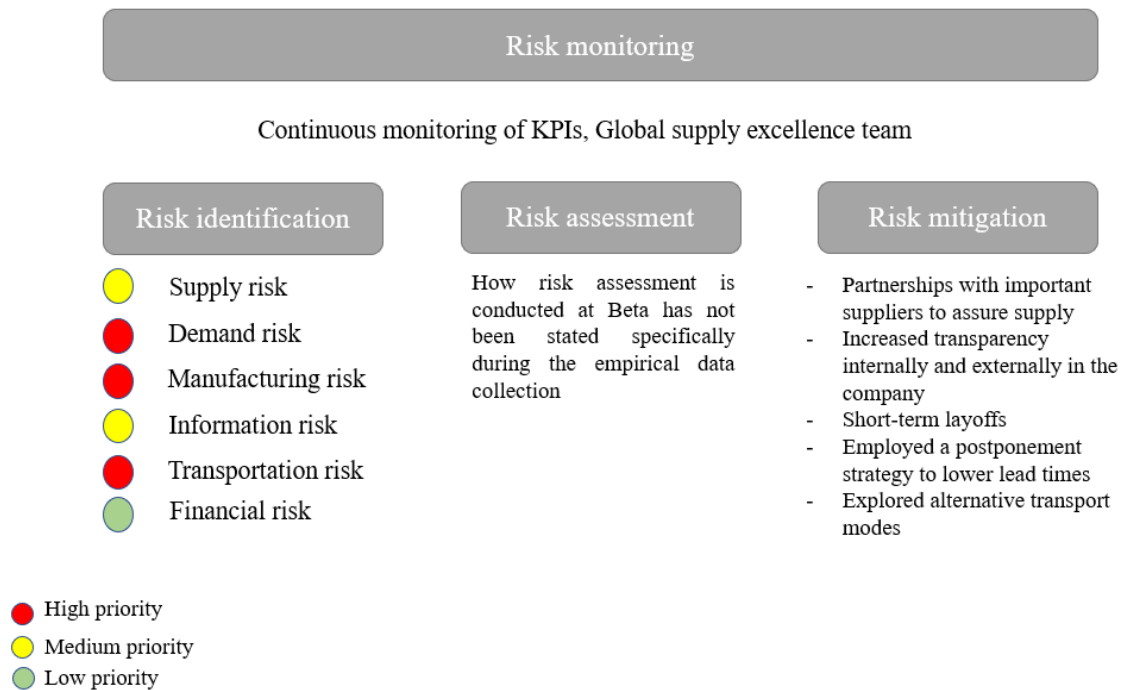 Risk monitoring
Continuous monitoring of KPIs, Global supply excellence team
Risk identification
Supply risk
Demand risk
Manufacturing risk
Information risk
Transportation risk
Financial risk
Risk assessment
How risk assessment is
conducted at Beta has not
been stated specifically
during the empirical data
collection
Risk mitigation
- Partnerships with important
suppliers to assure supply
- Increased transparency
internally and externally in the
company
- Short-term layoffs
- Employed a postponement
strategy to lower lead times
- Explored alternative transport
modes
High priority
Medium priority
Low priority